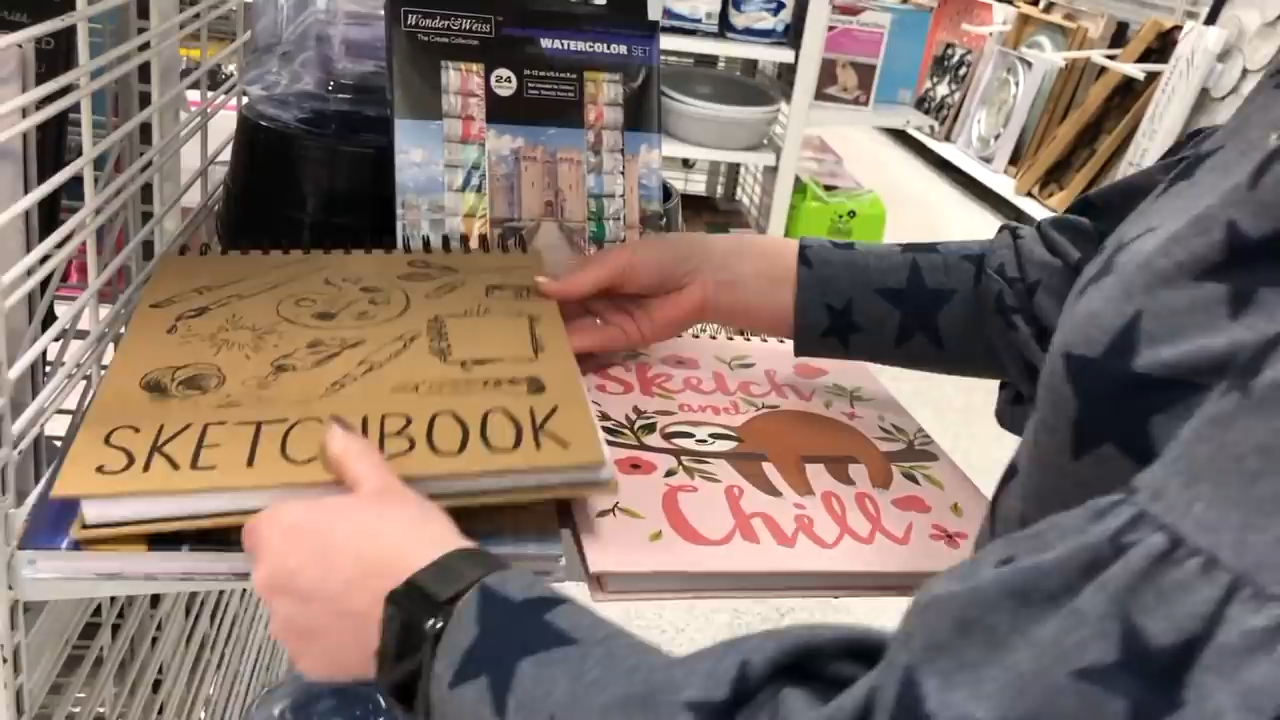 Wonder&Weiss
The Create Collection
WATERCOLOR SET
24
SKETCHBOOK
Sketch
and
Chill